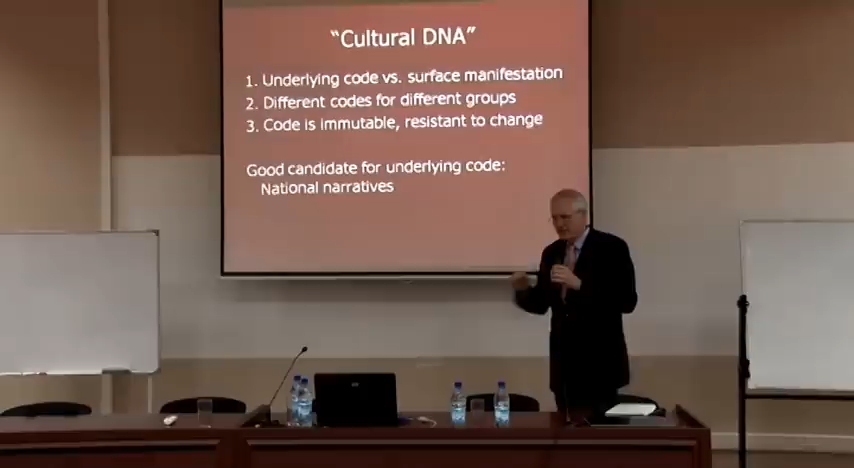 “Cultural DNA”
1. Underlying code vs. surface manifestation
2. Different codes for different groups
3. Code is immutable, resistant to change
Good candidate for underlying code:
National narratives